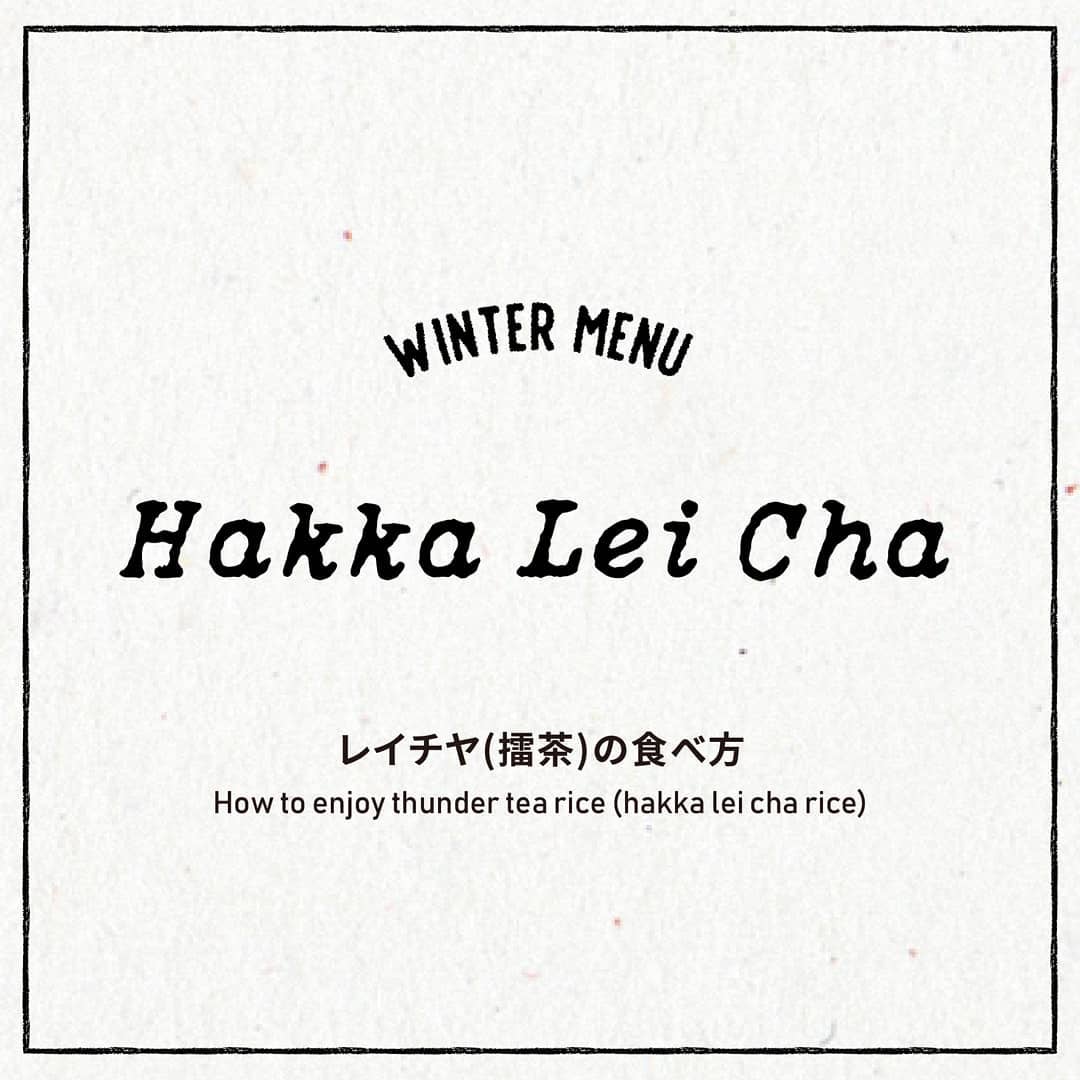 WINTER MENU
Hakka Lei Cha
レイチヤ(擂茶)の食べ方
How to enjoy thunder tea rice (hakka lei cha rice)